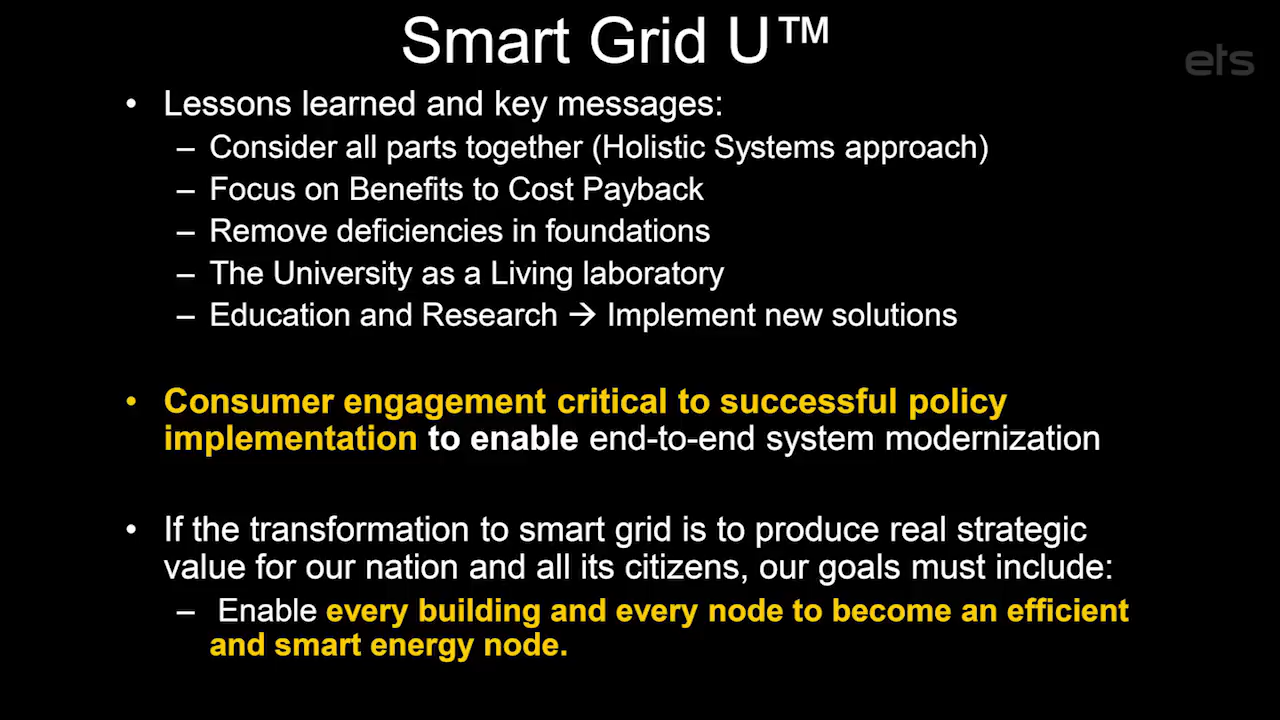 Smart Grid U™
ets
• Lessons learned and key messages:
– Consider all parts together (Holistic Systems approach)
– Focus on Benefits to Cost Payback
– Remove deficiencies in foundations
– The University as a Living laboratory
– Education and Research → Implement new solutions
• Consumer engagement critical to successful policy
implementation to enable end-to-end system modernization
• If the transformation to smart grid is to produce real strategic
value for our nation and all its citizens, our goals must include:
– Enable every building and every node to become an efficient
and smart energy node.